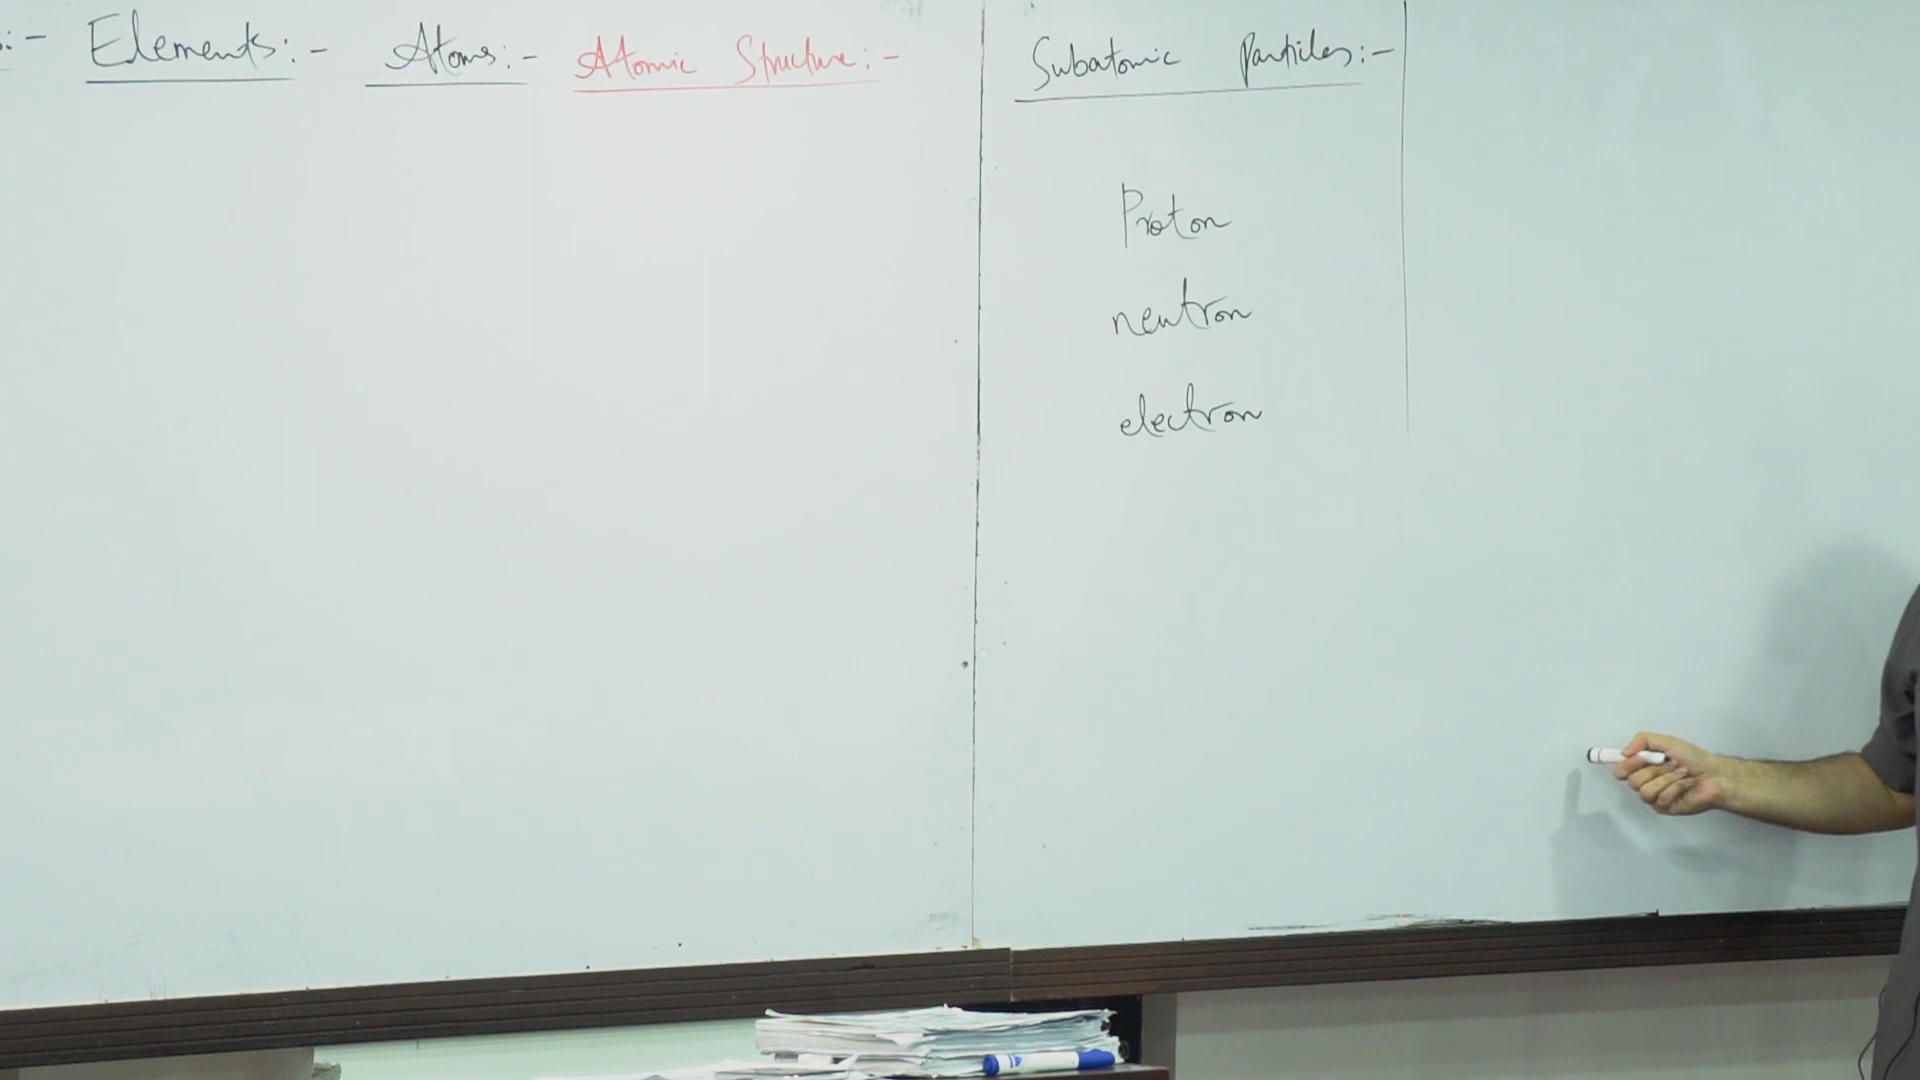 :- Elements:- Atoms:- Atomic Structure:- Subatomic Particles:-
Proton
neutron
electron